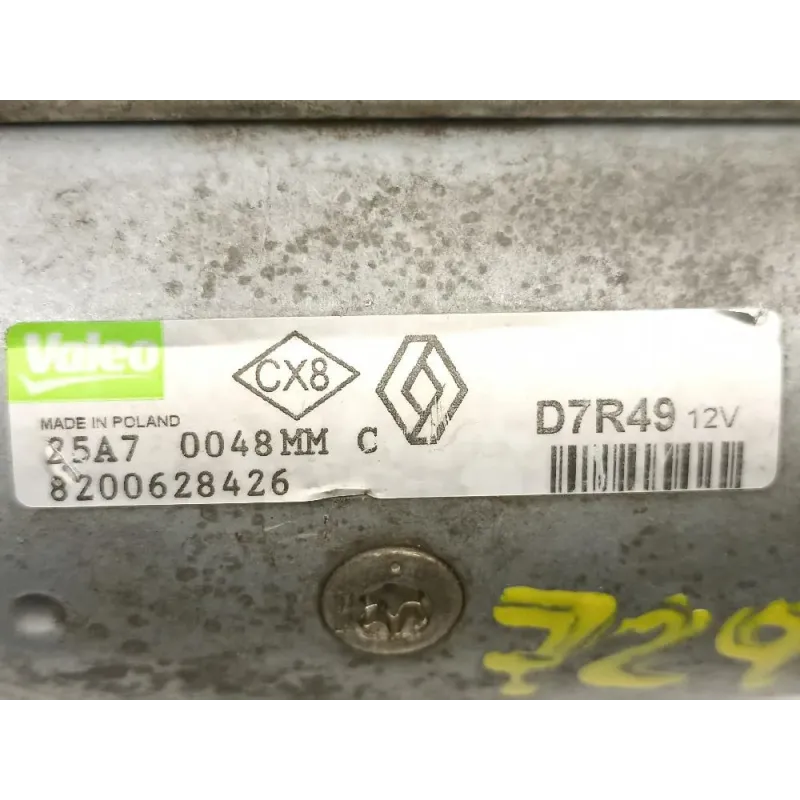 Valeo
CX8
MADE IN POLAND
D7R49 12V
25A7 0048MM C
8200628426